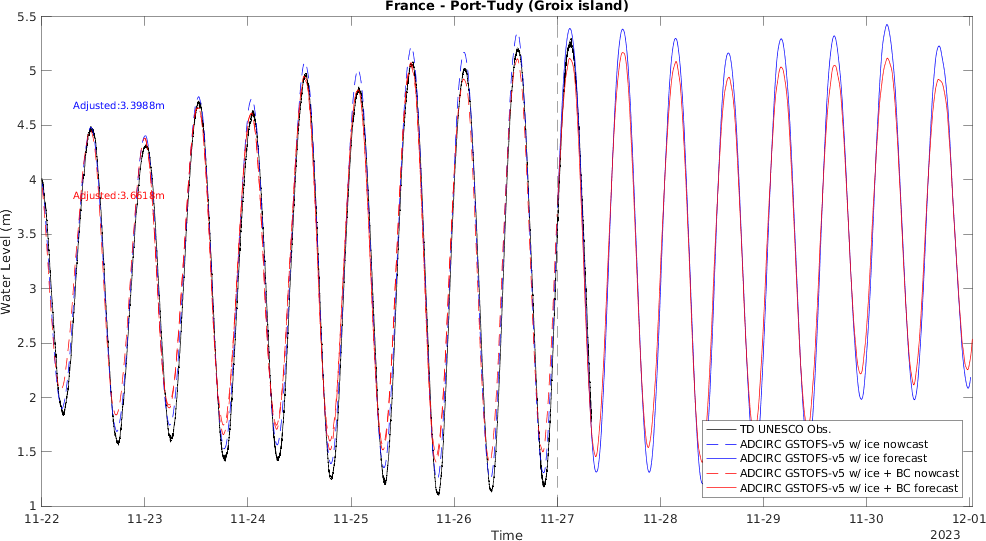 France - Port-Tudy (Groix island)
5.5
5
4.5
4
3.5
3
2.5
2
1.5
1
Water Level (m)
Adjusted:3.3988m
Adjusted:3.6618m
TD UNESCO Obs.
ADCIRC GSTOFS-v5 w/ ice nowcast
ADCIRC GSTOFS-v5 w/ ice forecast
ADCIRC GSTOFS-v5 w/ ice + BC nowcast
ADCIRC GSTOFS-v5 w/ ice + BC forecast
11-22 11-23 11-24 11-25 11-26 11-27 11-28 11-29 11-30 12-01
Time
2023